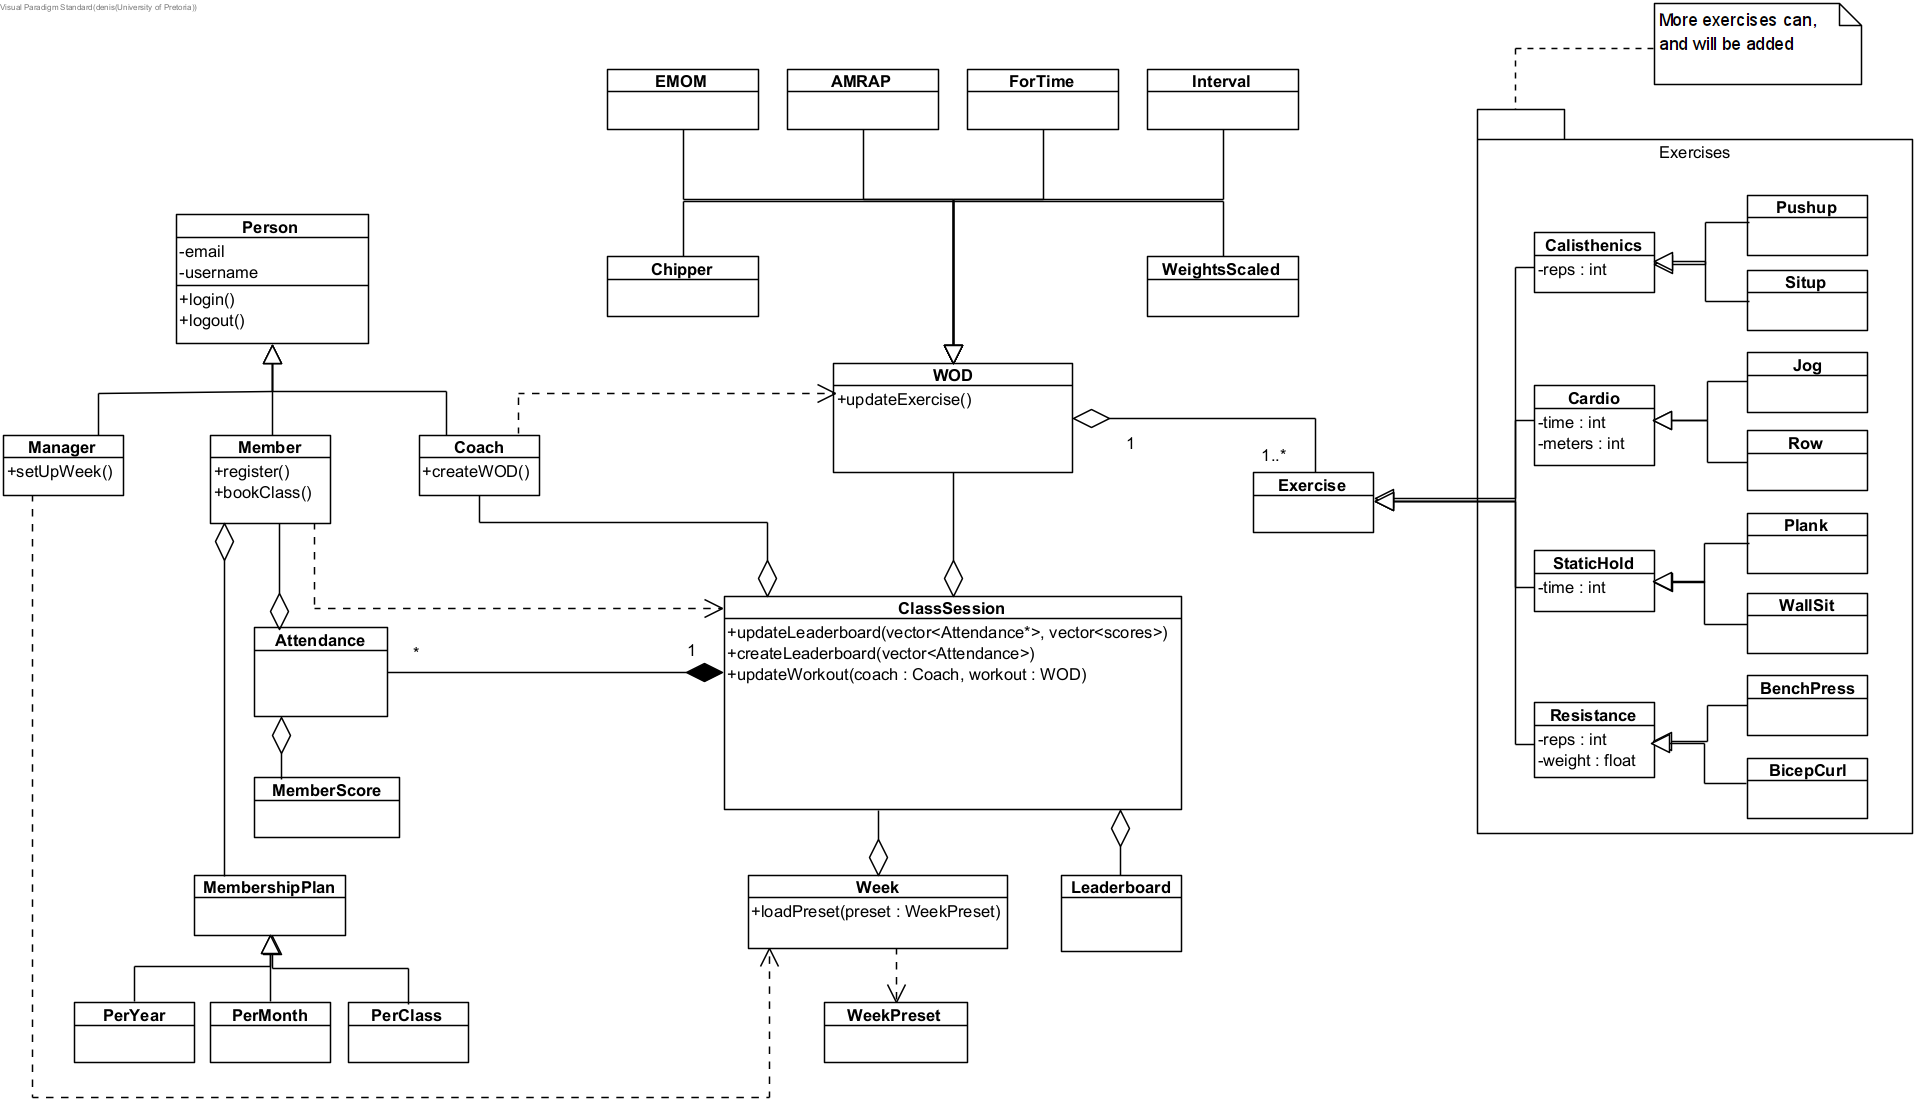 Visual Paradigm Standard(denis(University of Pretoria))
More exercises can,
and will be added
EMOM
AMRAP
ForTime
Interval
Exercises
Chipper
WeightsScaled
Person
-email
-username
+login()
+logout()
WOD
+updateExercise()
1
1..*
Manager
+setUpWeek()
Member
+register()
+bookClass()
Coach
+createWOD()
Exercise
Calisthenics
-reps : int
Pushup
Situp
Cardio
-time : int
-meters : int
Jog
Row
StaticHold
-time : int
Plank
WallSit
Resistance
-reps : int
-weight : float
BenchPress
BicepCurl
ClassSession
+updateLeaderboard(vector<Attendance*>, vector<scores>)
+createLeaderboard(vector<Attendance>)
+updateWorkout(coach : Coach, workout : WOD)
Attendance
*
1
MemberScore
MembershipPlan
Week
+loadPreset(preset : WeekPreset)
Leaderboard
PerYear
PerMonth
PerClass
WeekPreset